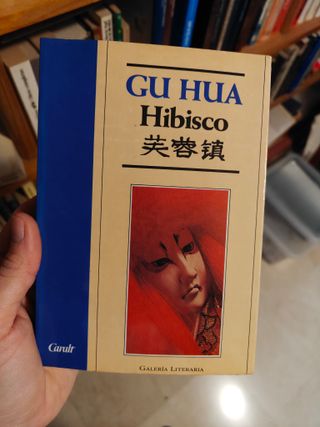 GU HUA
Hibisco
芙蓉镇
Caralt
GALERÍA LITERARIA